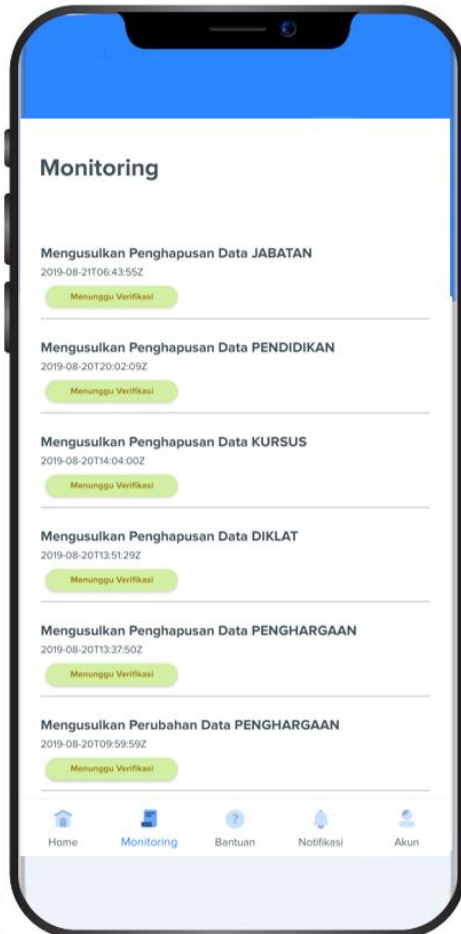 Monitoring
Mengusulkan Penghapusan Data JABATAN
2019-08-21T06:43:55Z
Menunggu Verifikasi
Mengusulkan Penghapusan Data PENDIDIKAN
2019-08-20T20:02:09Z
Menunggu Verifikasi
Mengusulkan Penghapusan Data KURSUS
2019-08-20T14:04:00Z
Menunggu Verifikasi
Mengusulkan Penghapusan Data DIKLAT
2019-08-20T13:51:29Z
Menunggu Verifikasi
Mengusulkan Penghapusan Data PENGHARGAAN
2019-08-20T13:37:50Z
Menunggu Verifikasi
Mengusulkan Perubahan Data PENGHARGAAN
2019-08-20T09:59:59Z
Menunggu Verifikasi
Home Monitoring Bantuan Notifikasi Akun